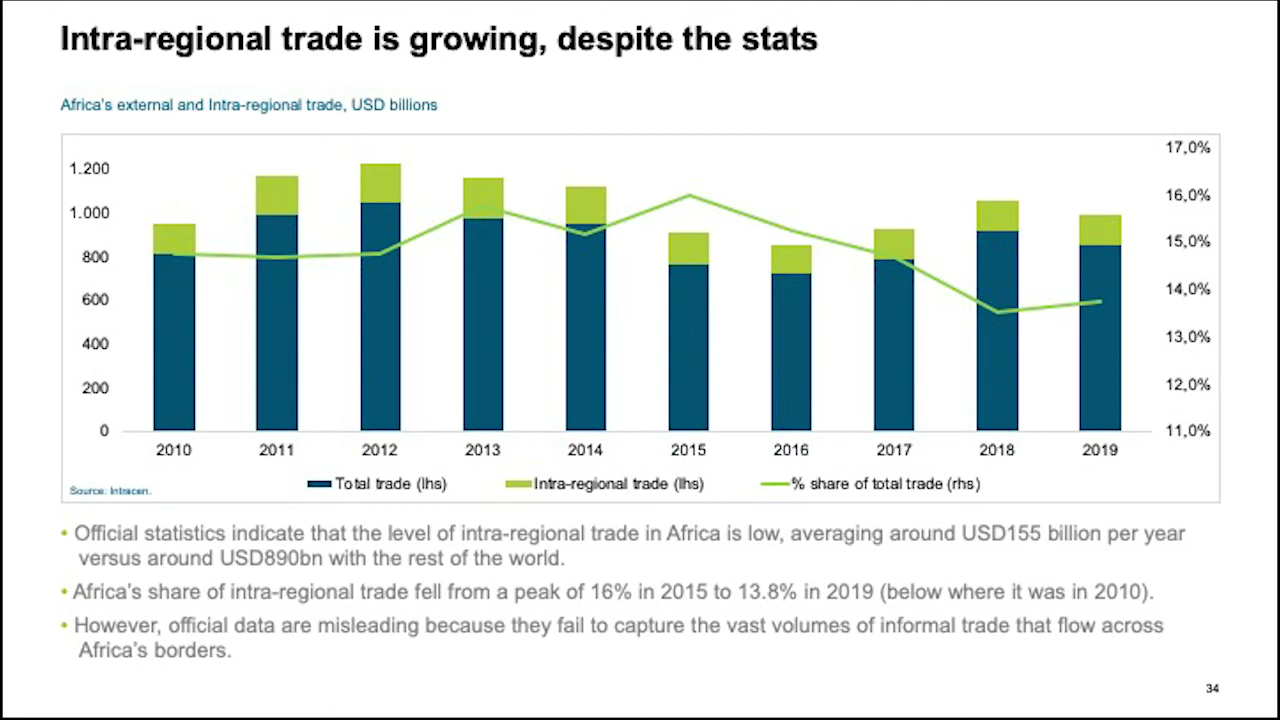 Intra-regional trade is growing, despite the stats
Africa's external and Intra-regional trade, USD billions
1.200
1.000
800
600
400
200
0
17,0%
16,0%
15,0%
14,0%
13,0%
12,0%
11,0%
2010 2011 2012 2013 2014 2015 2016 2017 2018 2019
Total trade (lhs) Intra-regional trade (lhs) % share of total trade (rhs)
Source: Intracen.
• Official statistics indicate that the level of intra-regional trade in Africa is low, averaging around USD155 billion per year
versus around USD890bn with the rest of the world.
• Africa's share of intra-regional trade fell from a peak of 16% in 2015 to 13.8% in 2019 (below where it was in 2010).
• However, official data are misleading because they fail to capture the vast volumes of informal trade that flow across
Africa's borders.
34